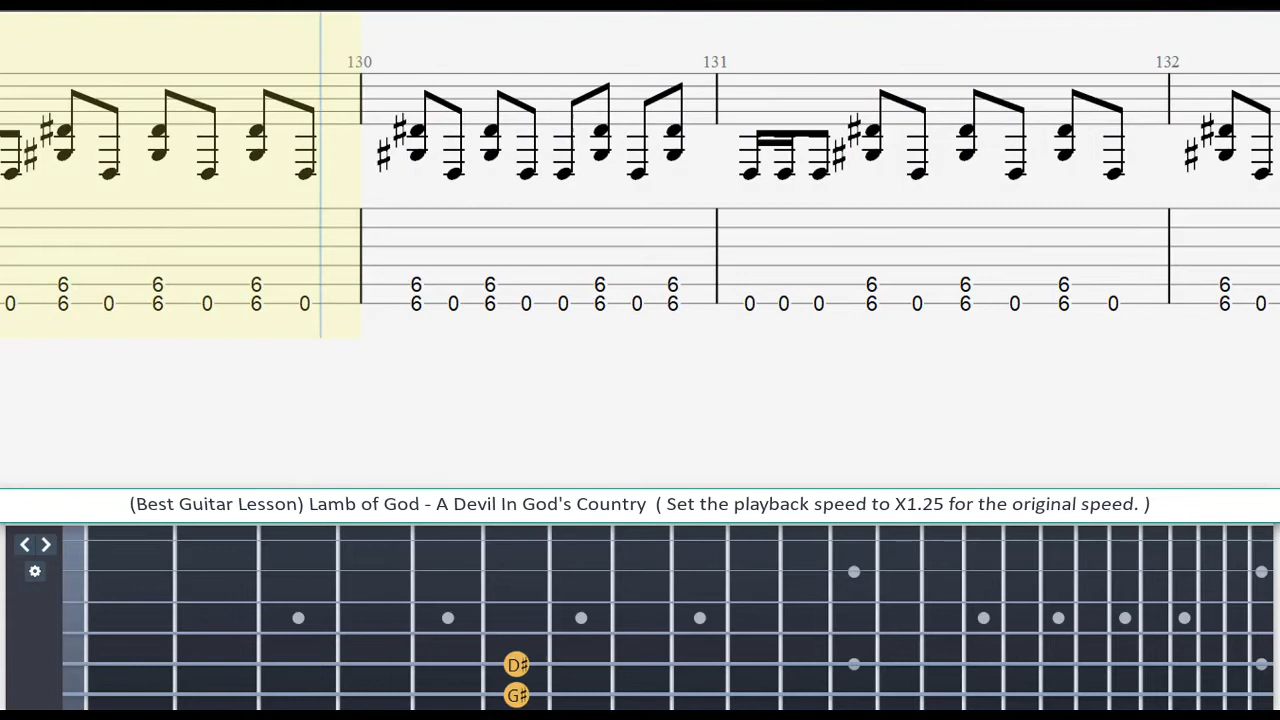 130 131 132
6 6 6 6 6 6 6 6 6 6 6
0 6 0 6 0 6 0 6 0 6 0 0 6 0 6 0 0 0 6 0 6 0 6 0 6 0
(Best Guitar Lesson) Lamb of God - A Devil In God's Country ( Set the playback speed to X1.25 for the original speed. )
D♯
G♯